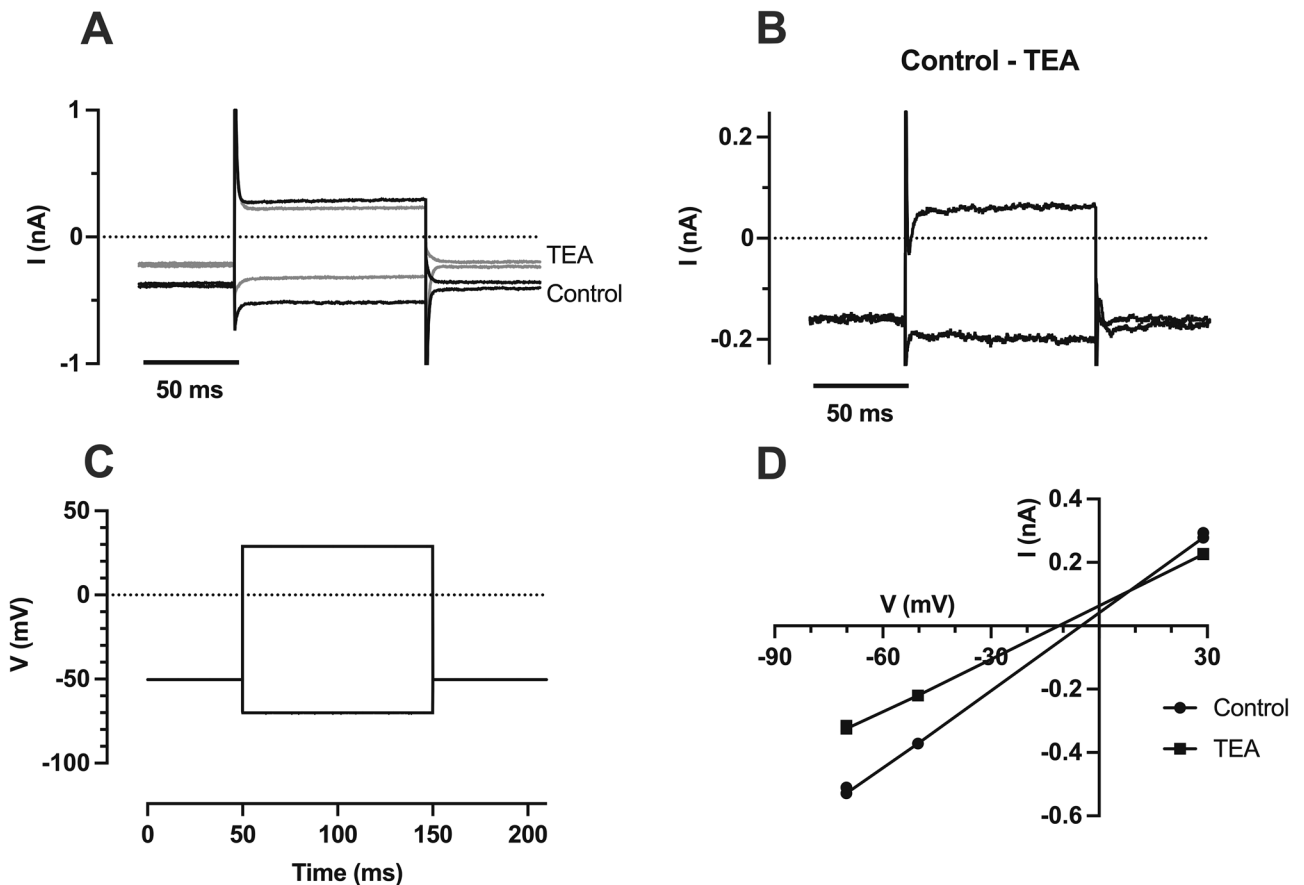 A
1
0
-1
I (nA)
TEA
Control
50 ms
B
Control - TEA
0.2
0
-0.2
I (nA)
50 ms
C
50
0
-50
-100
V (mV)
0 50 100 150 200
Time (ms)
D
0.4
0.2
-0.2
-0.4
-0.6
I (nA)
V (mV)
-90 -60 -30 30
Control
TEA